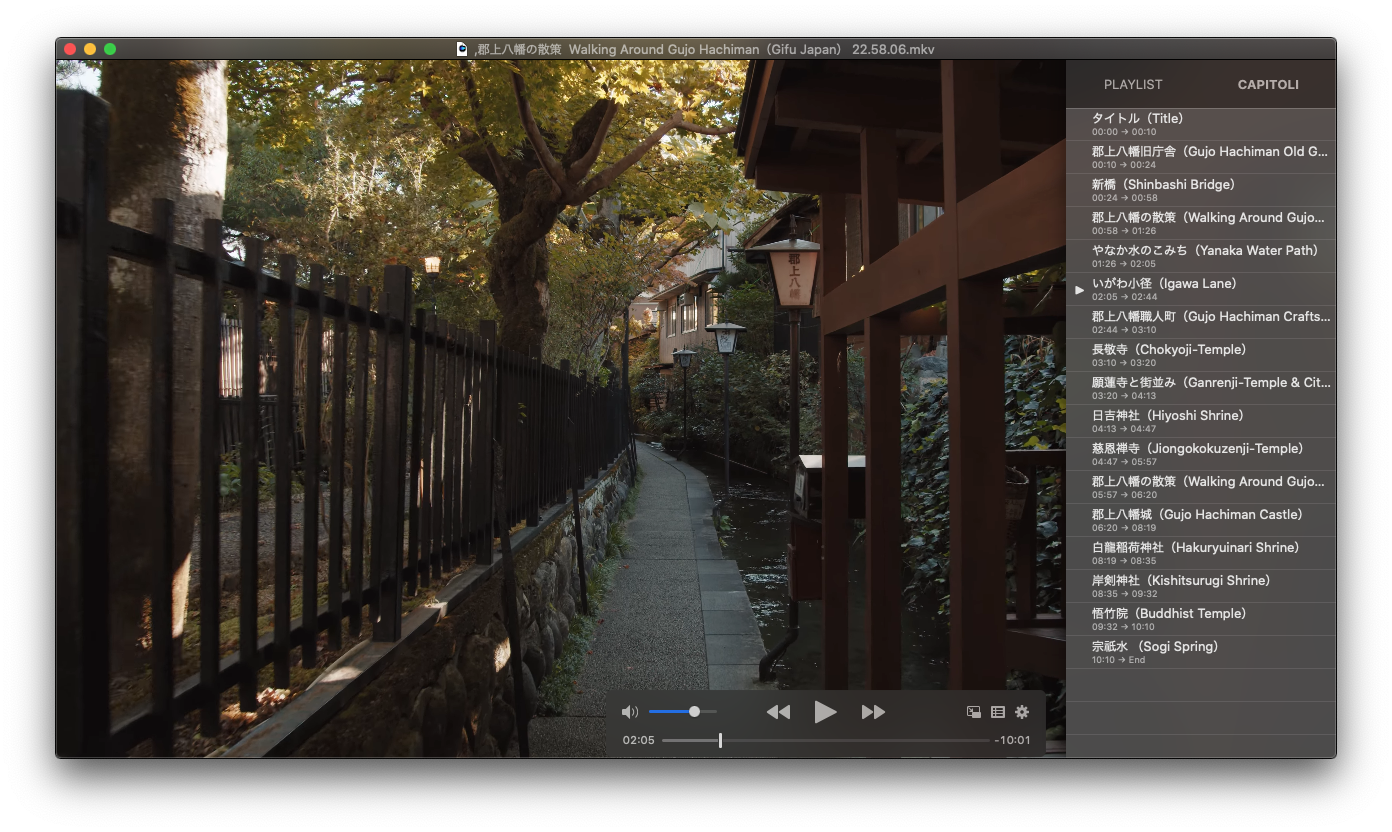 ,郡上八幡の散策 Walking Around Gujo Hachiman（Gifu Japan） 22.58.06.mkv
PLAYLIST CAPITOLI
タイトル（Title）
00:00 → 00:10
郡上八幡旧庁舎（Gujo Hachiman Old G...
00:10 → 00:24
新橋（Shinbashi Bridge）
00:24 → 00:58
郡上八幡の散策（Walking Around Gujo...
00:58 → 01:26
やなか水のこみち（Yanaka Water Path）
01:26 → 02:05
いがわ小径（Igawa Lane）
02:05 → 02:44
郡上八幡職人町（Gujo Hachiman Crafts...
02:44 → 03:10
長敬寺（Chokyoji-Temple）
03:10 → 03:20
願蓮寺と街並み（Ganrenji-Temple & Cit...
03:20 → 04:13
日吉神社（Hiyoshi Shrine）
04:13 → 04:47
慈恩禅寺（Jiongokokuzenji-Temple）
04:47 → 05:57
郡上八幡の散策（Walking Around Gujo...
05:57 → 06:20
郡上八幡城（Gujo Hachiman Castle）
06:20 → 08:19
白龍稲荷神社（Hakuryuinari Shrine）
08:19 → 08:35
岸剣神社（Kishitsurugi Shrine）
08:35 → 09:32
悟竹院（Buddhist Temple）
09:32 → 10:10
宗祇水 （Sogi Spring）
10:10 → End
郡上八幡
02:05 -10:01